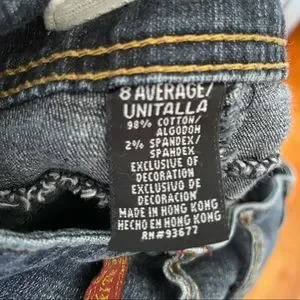 8 AVERAGE/
UNITALLA
98% COTTON/
ALGODON
2% SPANDEX/
SPANDEX
EXCLUSIVE OF
DECORATION
EXCLUSIVO DE
DECORACION
MADE IN HONG KONG
HECHO EN HONG KONG
RN#93677